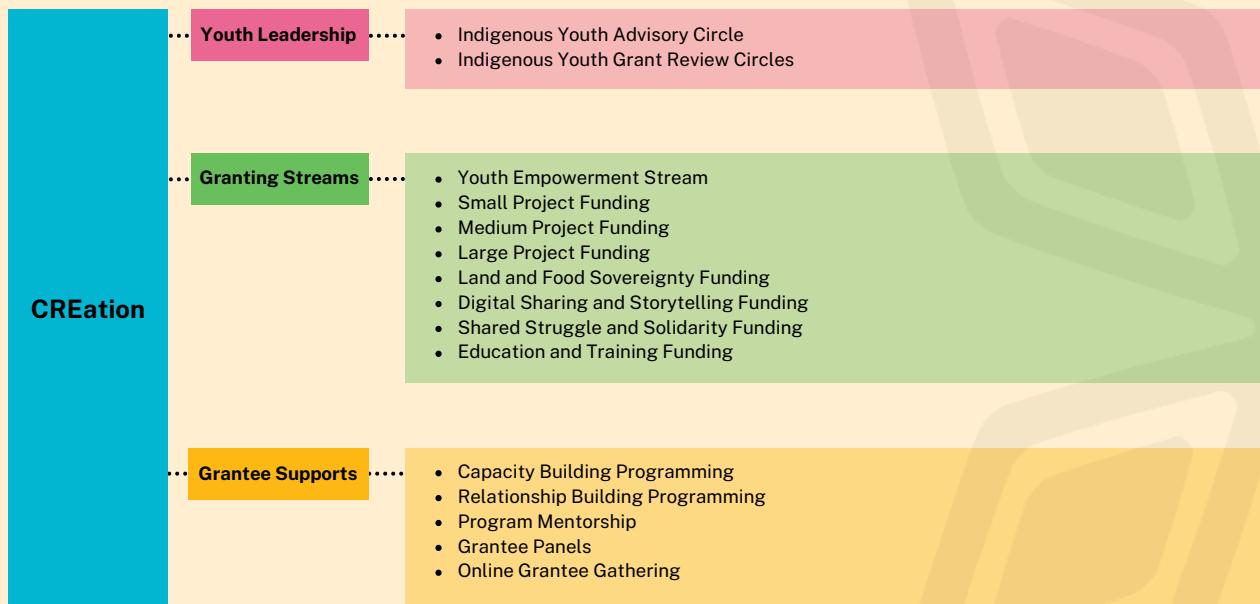 CREation
Youth Leadership
• Indigenous Youth Advisory Circle
• Indigenous Youth Grant Review Circles
Granting Streams
• Youth Empowerment Stream
• Small Project Funding
• Medium Project Funding
• Large Project Funding
• Land and Food Sovereignty Funding
• Digital Sharing and Storytelling Funding
• Shared Struggle and Solidarity Funding
• Education and Training Funding
Grantee Supports
• Capacity Building Programming
• Relationship Building Programming
• Program Mentorship
• Grantee Panels
• Online Grantee Gathering